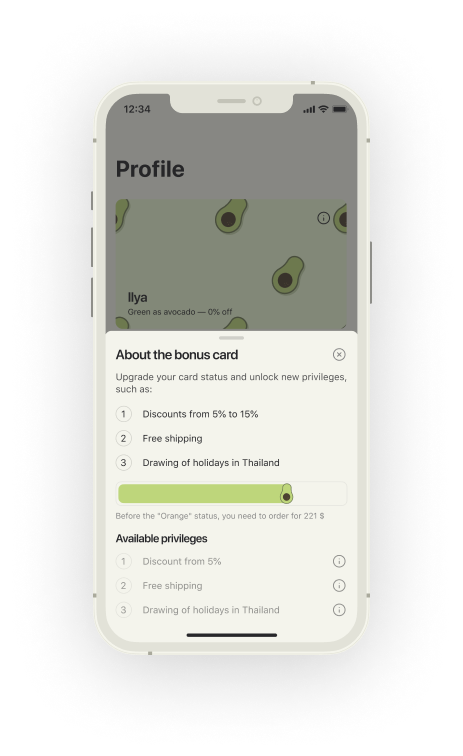 12:34
Profile
Ilya
Green as avocado — 0% off
About the bonus card
Upgrade your card status and unlock new privileges,
such as:
1 Discounts from 5% to 15%
2 Free shipping
3 Drawing of holidays in Thailand
Before the "Orange" status, you need to order for 221 $
Available privileges
1 Discount from 5%
2 Free shipping
3 Drawing of holidays in Thailand